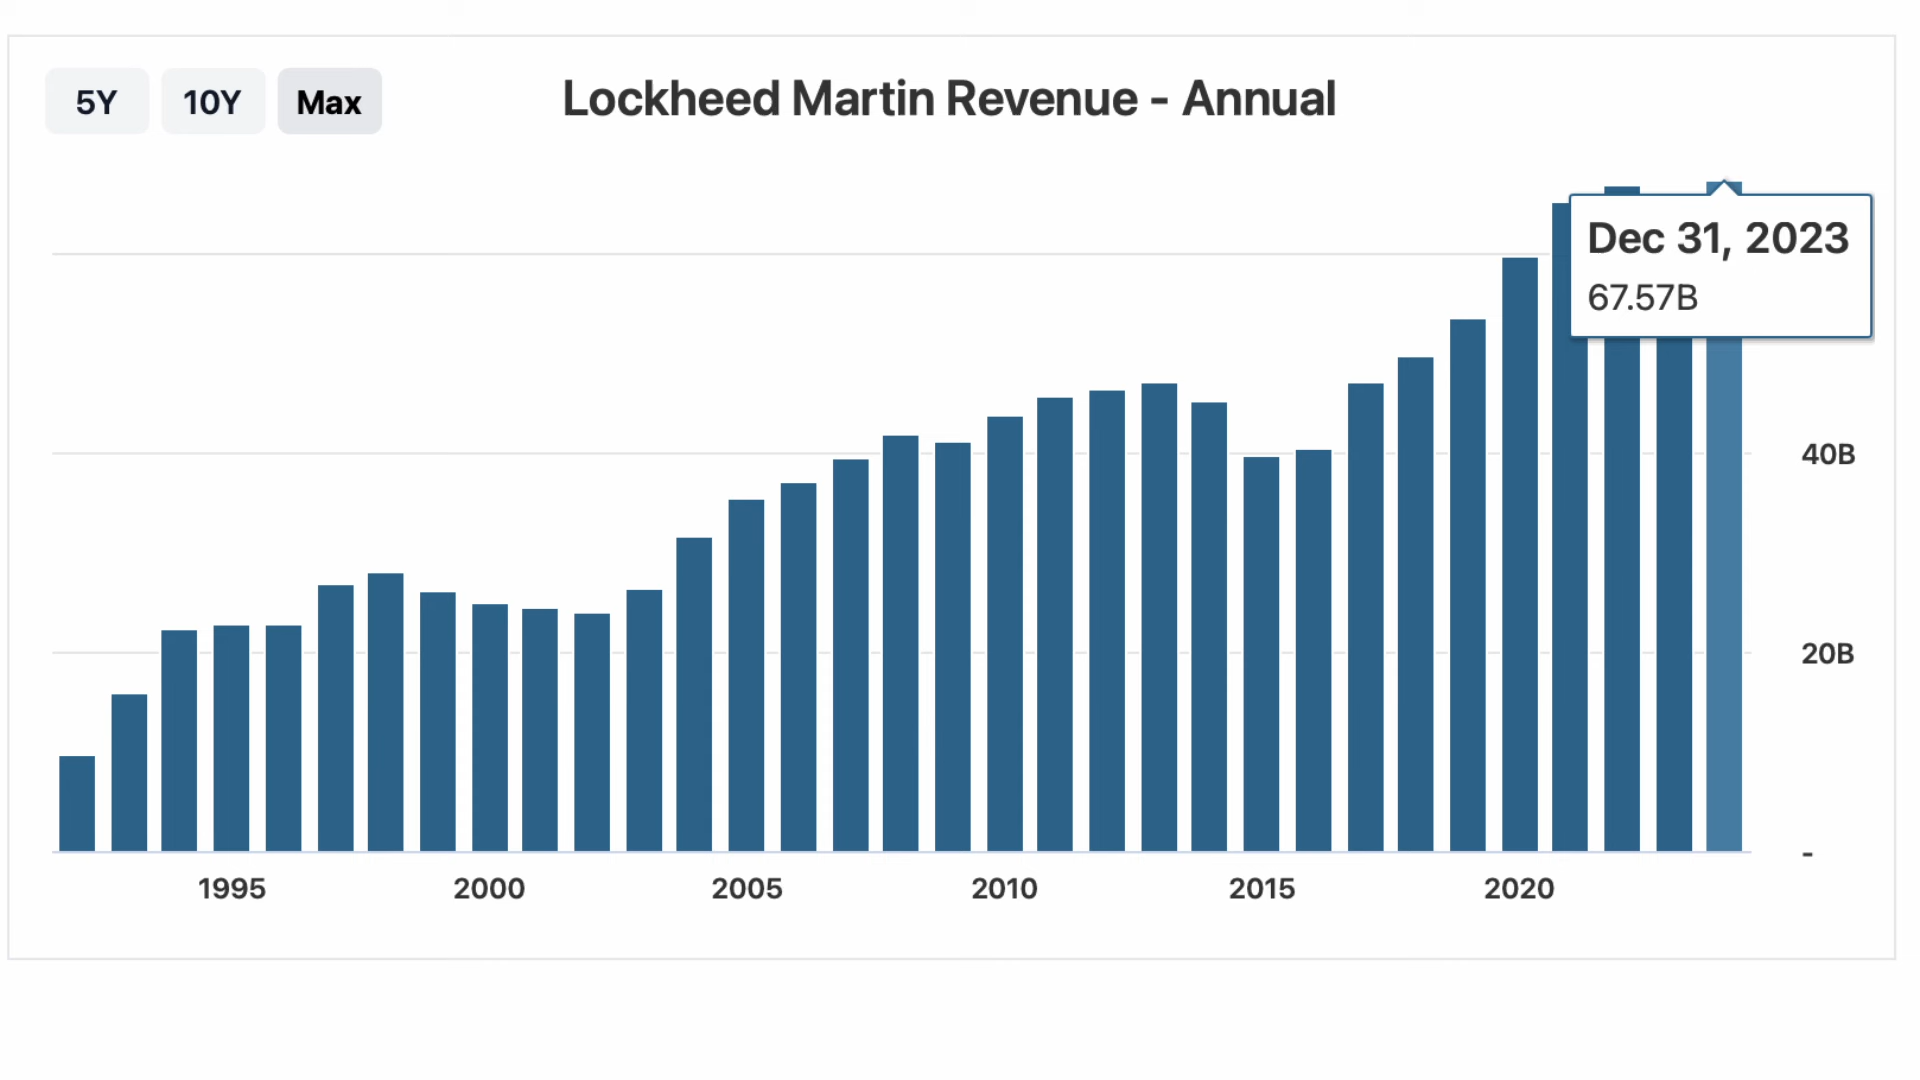 5Y 10Y Max
Lockheed Martin Revenue - Annual
Dec 31, 2023
67.57B
40B
20B
-
1995 2000 2005 2010 2015 2020